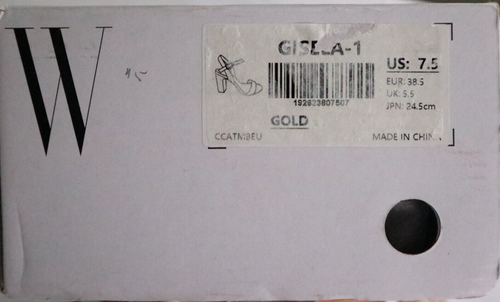 W
GISELA-1
US: 7.5
EUR: 38.5
UK: 5.5
JPN: 24.5cm
GOLD
CCATMBEU
MADE IN CHINA